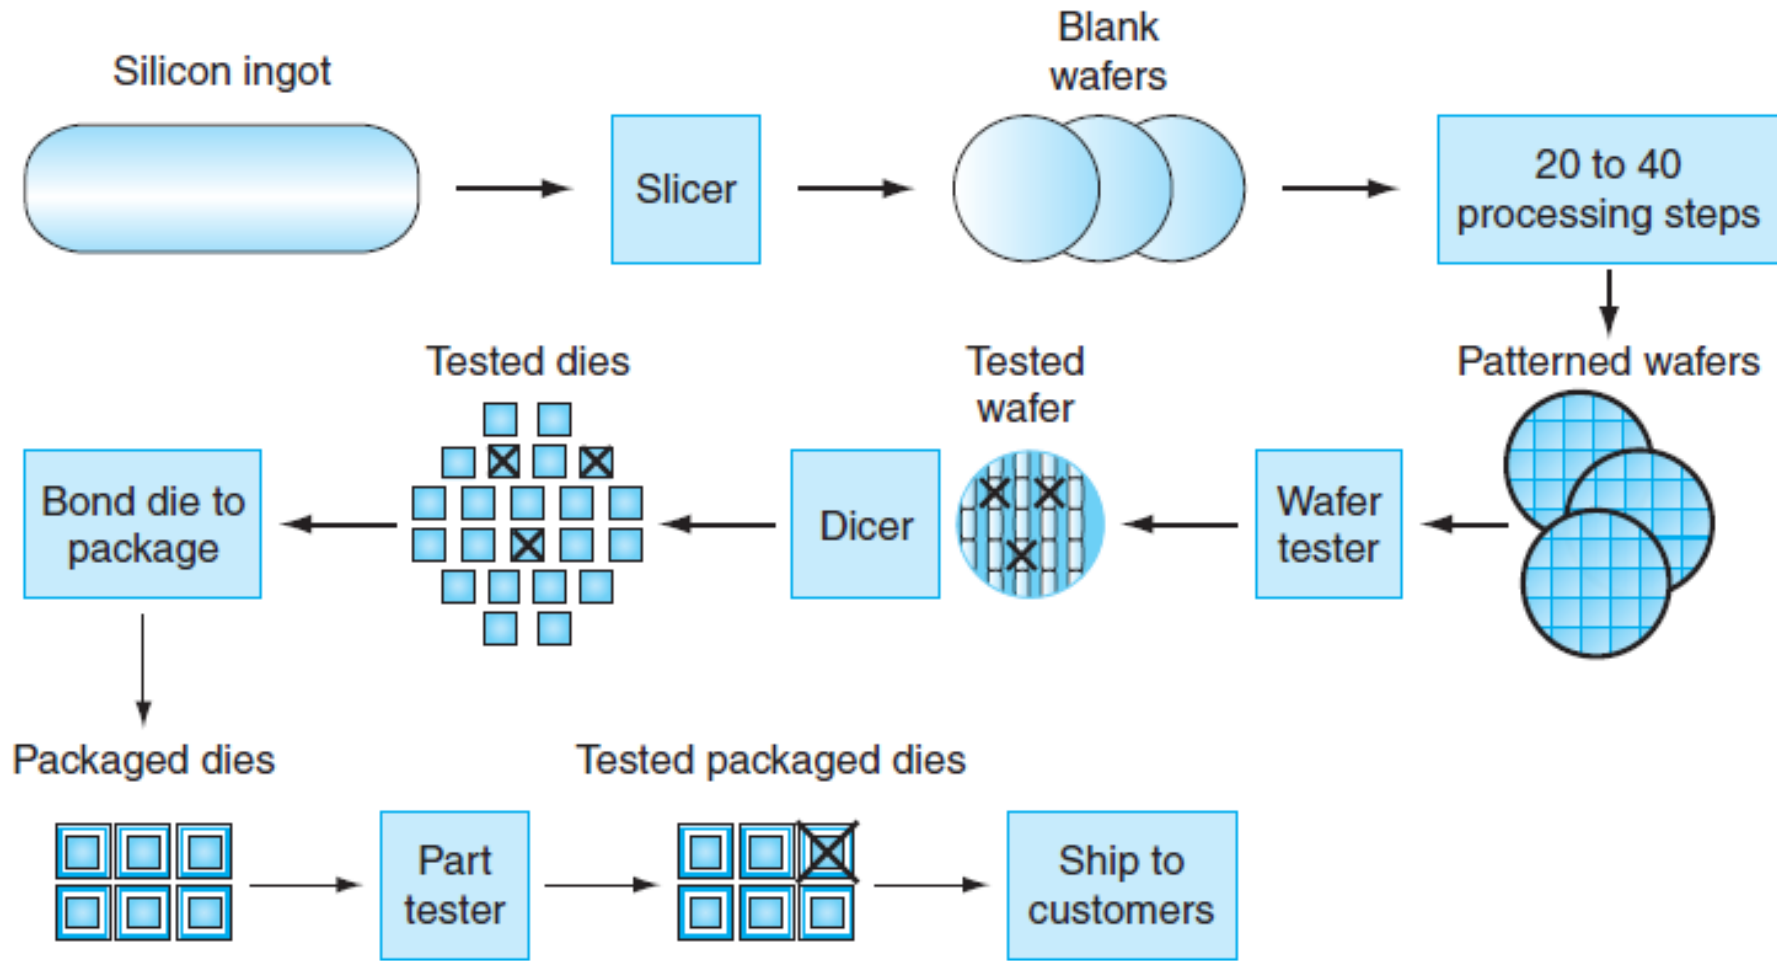 Silicon ingot
Blank
wafers
Slicer
20 to 40
processing steps
Tested dies
Tested
wafer
Patterned wafers
Bond die to
package
Dicer
Wafer
tester
Packaged dies
Tested packaged dies
Part
tester
Ship to
customers